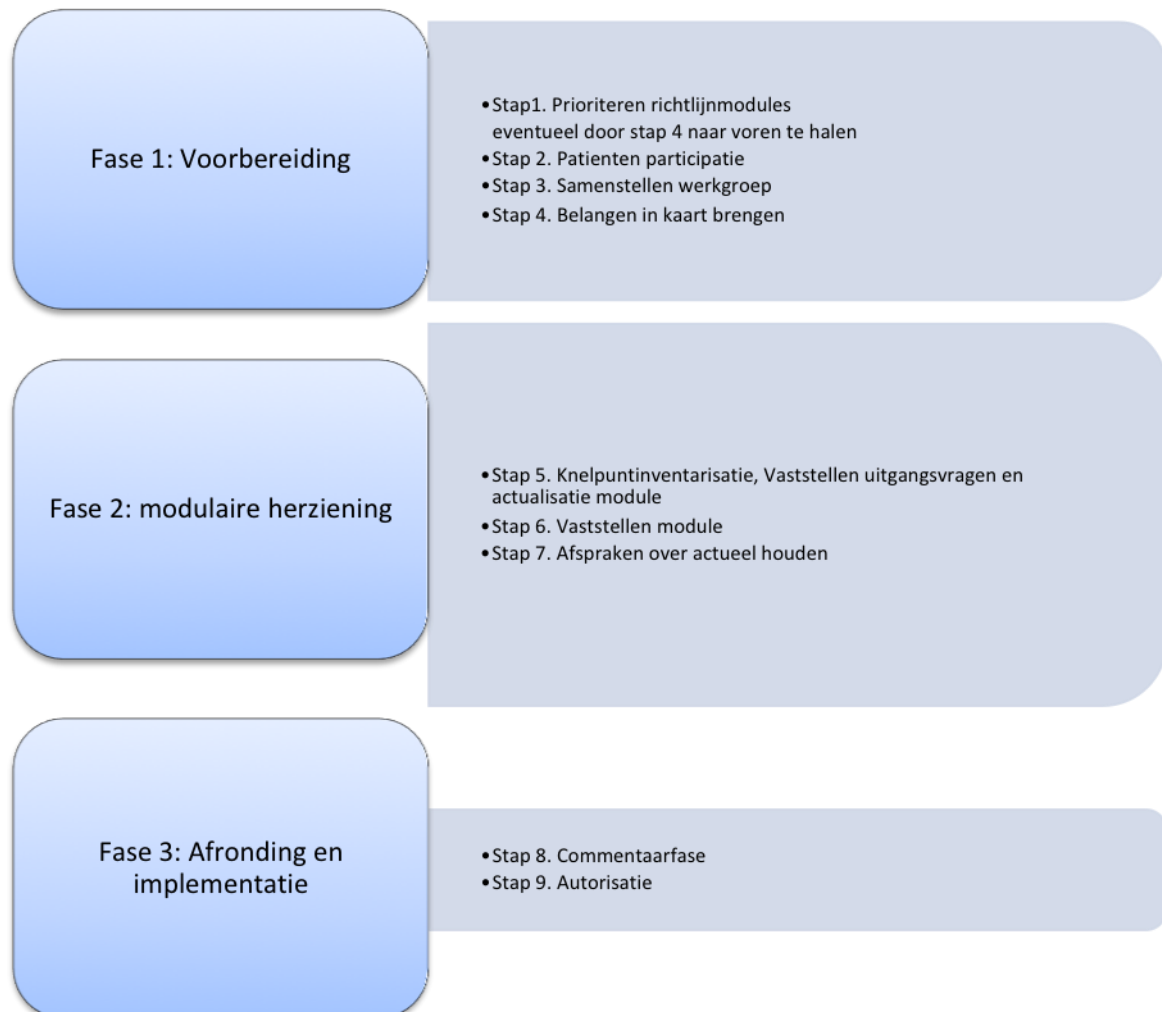 Fase 1: Voorbereiding
•Stap1. Prioriteren richtlijnmodules
eventueel door stap 4 naar voren te halen
•Stap 2. Patienten participatie
•Stap 3. Samenstellen werkgroep
•Stap 4. Belangen in kaart brengen
Fase 2: modulaire herziening
•Stap 5. Knelpuntinventarisatie, Vaststellen uitgangsvragen en
actualisatie module
•Stap 6. Vaststellen module
•Stap 7. Afspraken over actueel houden
Fase 3: Afronding en
implementatie
•Stap 8. Commentaarfase
•Stap 9. Autorisatie